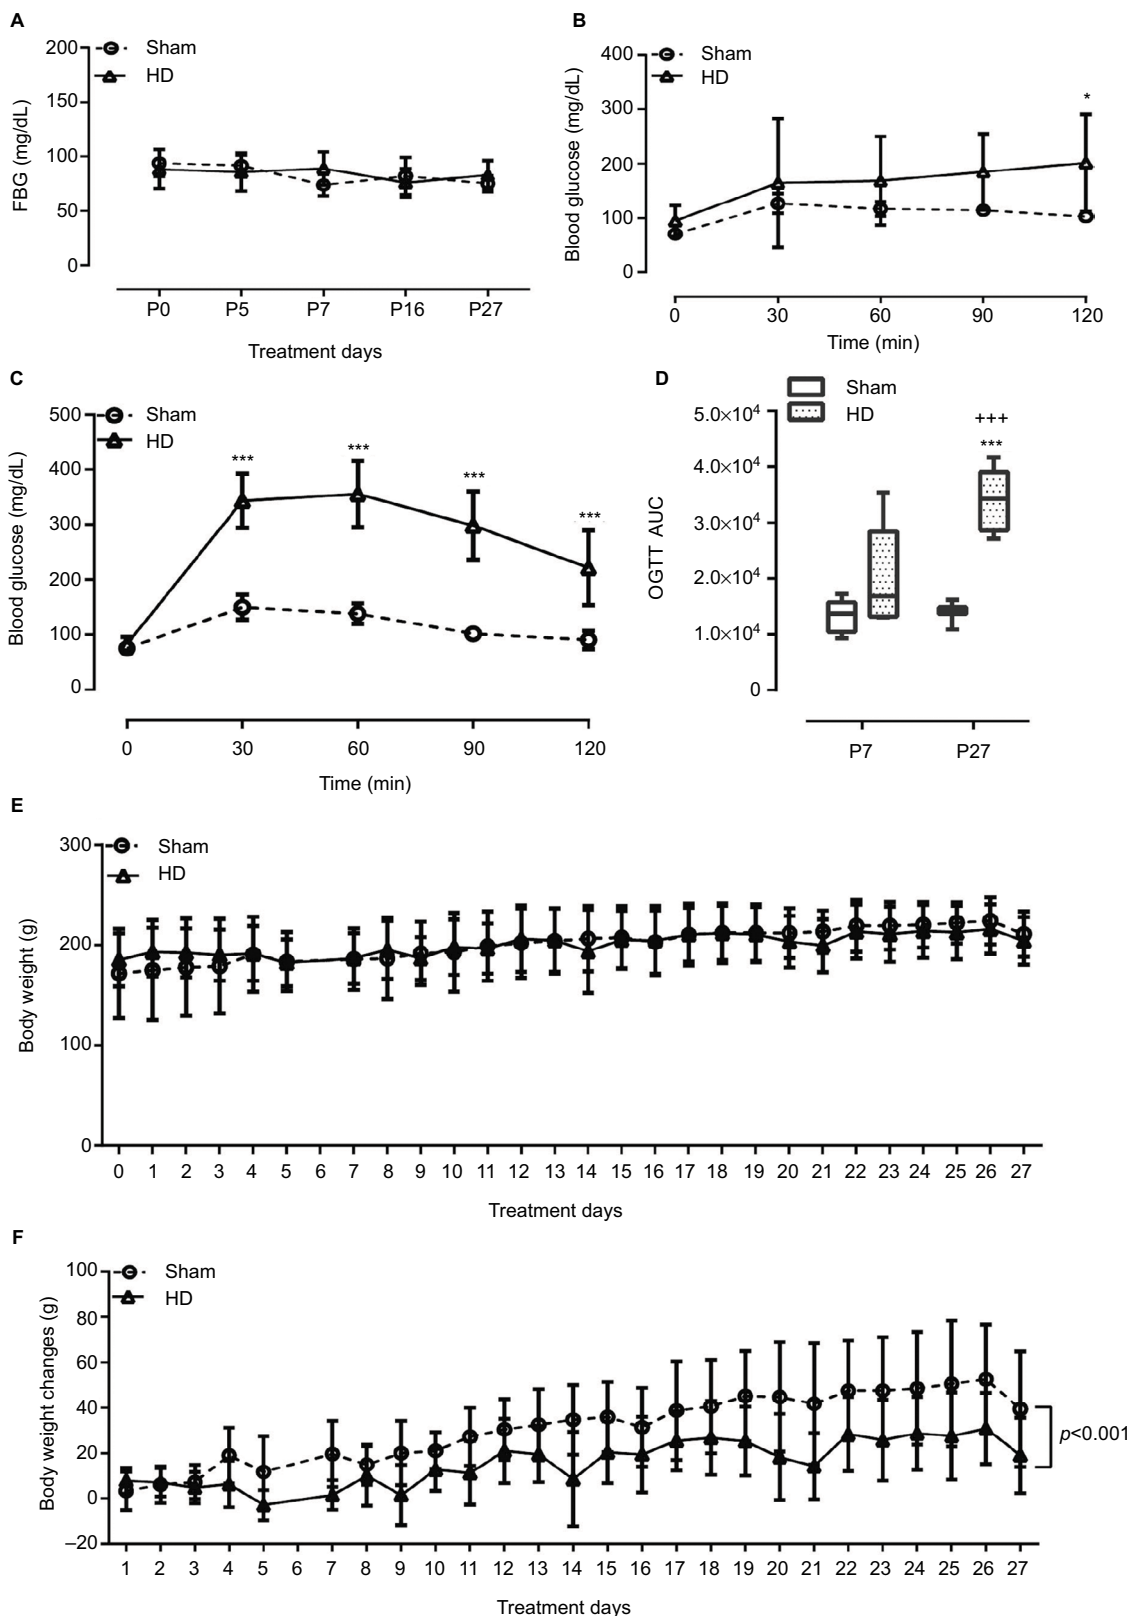 A
FBG (mg/dL)
200
150
100
50
0
Sham
HD
P0 P5 P7 P16 P27
Treatment days
B
Blood glucose (mg/dL)
400
300
200
100
0
Sham
HD
*
0 30 60 90 120
Time (min)
C
Blood glucose (mg/dL)
500
400
300
200
100
0
Sham
HD
*** *** *** ***
0 30 60 90 120
Time (min)
D
OGTT AUC
5.0×10⁴
4.0×10⁴
3.0×10⁴
2.0×10⁴
1.0×10⁴
0
Sham
HD
+++
***
P7 P27
E
Body weight (g)
300
200
100
0
Sham
HD
0 1 2 3 4 5 6 7 8 9 10 11 12 13 14 15 16 17 18 19 20 21 22 23 24 25 26 27
Treatment days
F
Body weight changes (g)
100
80
60
40
20
0
–20
Sham
HD
p<0.001
1 2 3 4 5 6 7 8 9 10 11 12 13 14 15 16 17 18 19 20 21 22 23 24 25 26 27
Treatment days